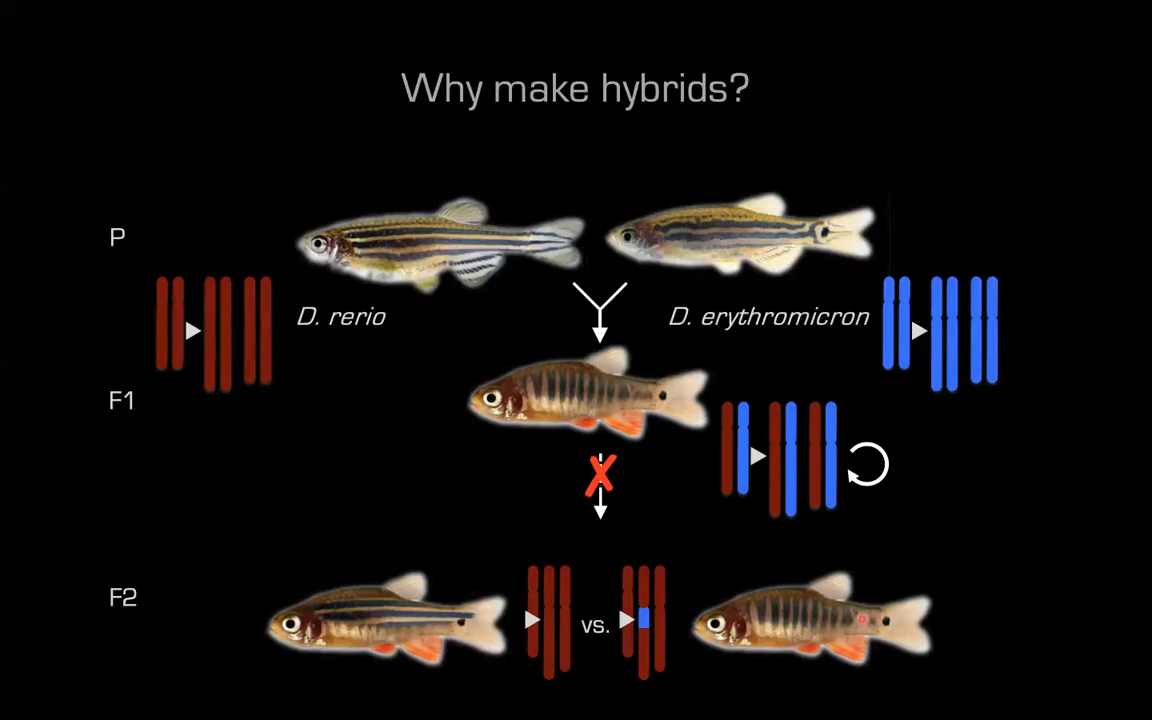 Why make hybrids?
P
D. rerio
D. erythromicron
F1
F2
vs.